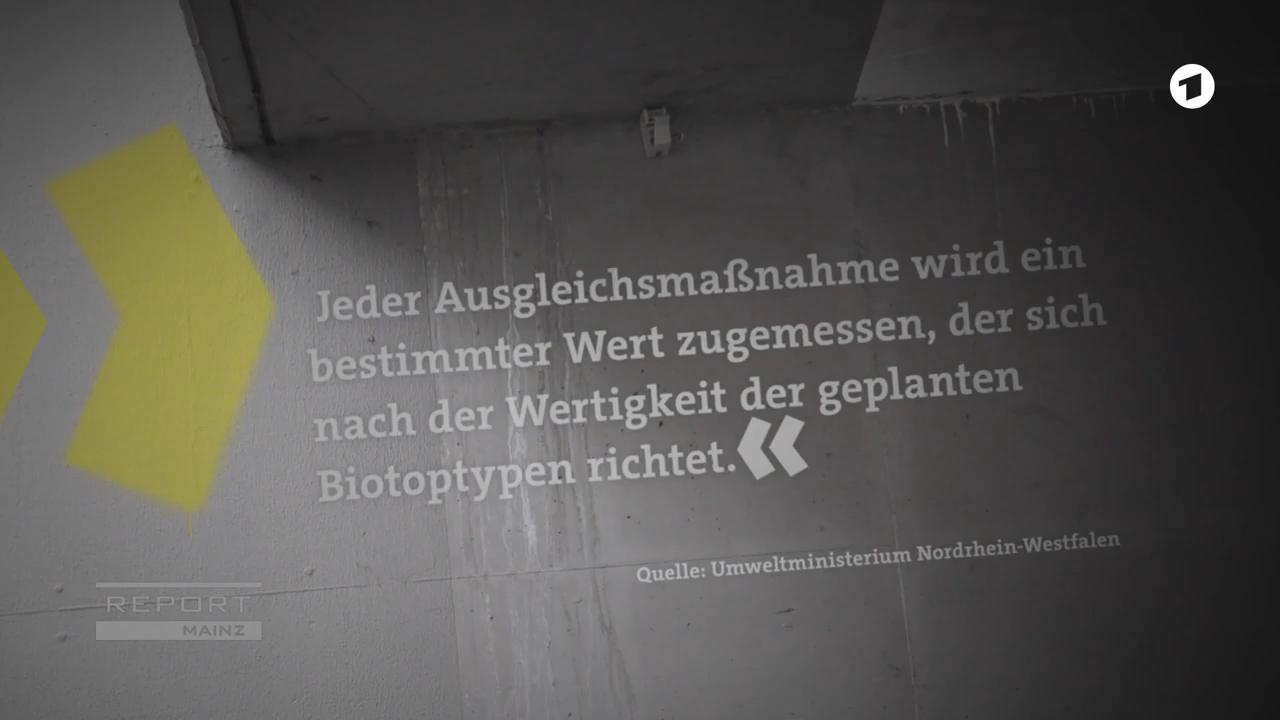 Jeder Ausgleichsmaßnahme wird ein
bestimmter Wert zugemessen, der sich
nach der Wertigkeit der geplanten
Biotoptypen richtet.«
Quelle: Umweltministerium Nordrhein-Westfalen
REPORT
MAINZ